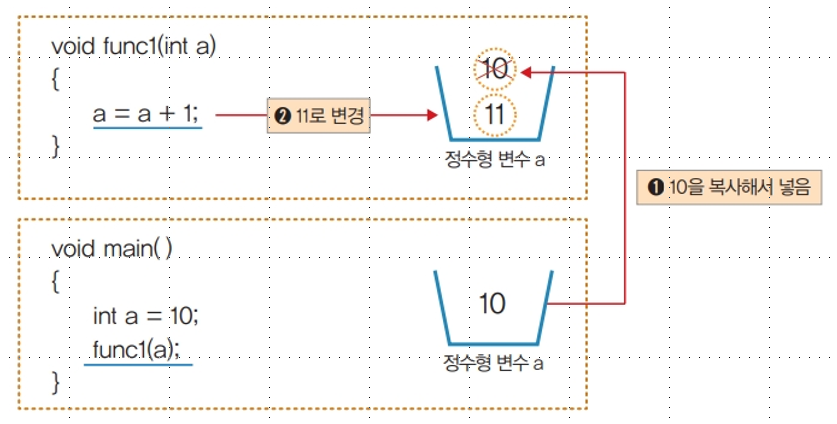 void func1(int a)
{
a = a + 1;
}
❷ 11로 변경
10
11
정수형 변수 a
❶ 10을 복사해서 넣음
void main( )
{
int a = 10;
func1(a);
}
10
정수형 변수 a